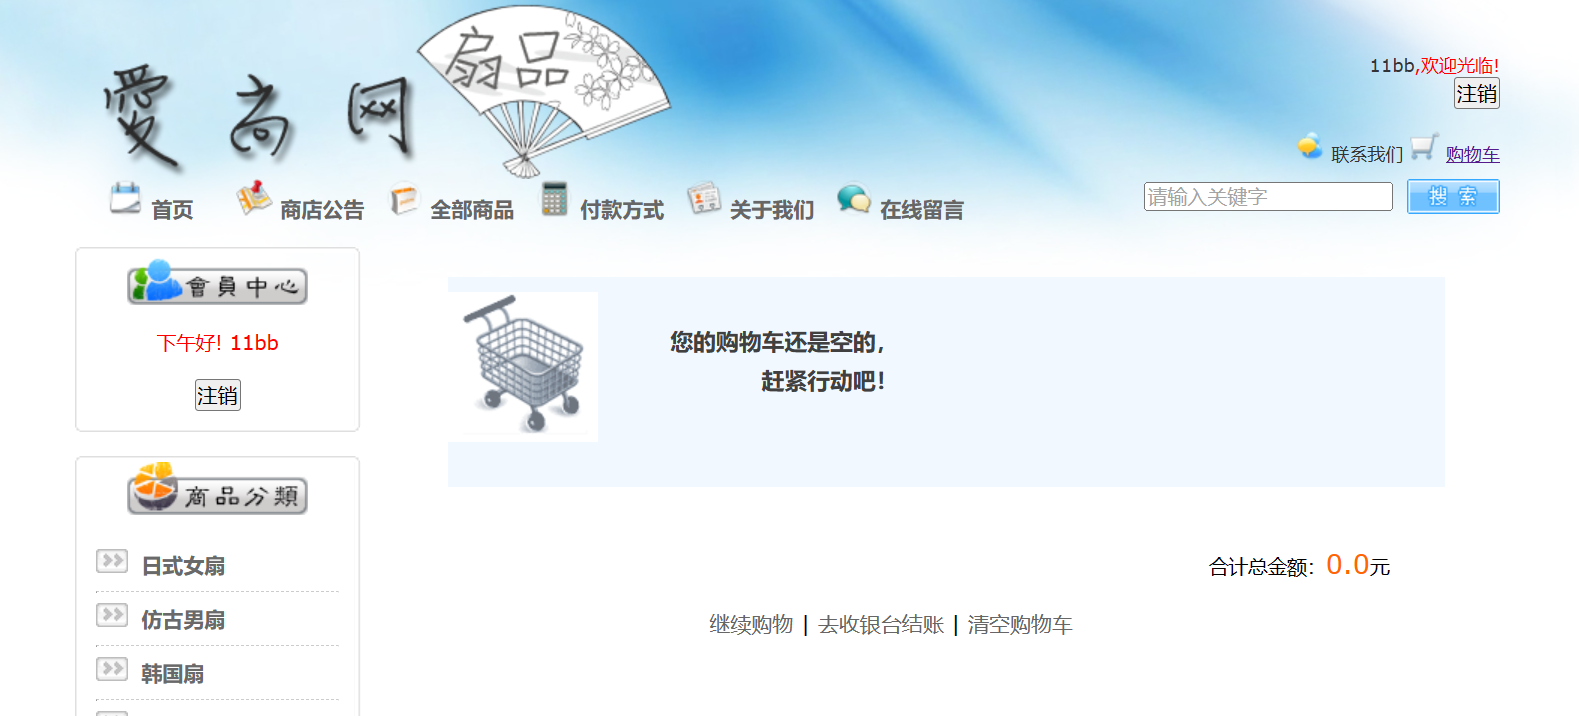 愛尚网
扇品
11bb,欢迎光临!
注销
联系我们 购物车
首页 商店公告 全部商品 付款方式 关于我们 在线留言
请输入关键字 搜 索
會員中心
下午好! 11bb
注销
您的购物车还是空的，
赶紧行动吧！
商品分類
日式女扇
仿古男扇
韩国扇
合计总金额：0.0元
继续购物 | 去收银台结账 | 清空购物车